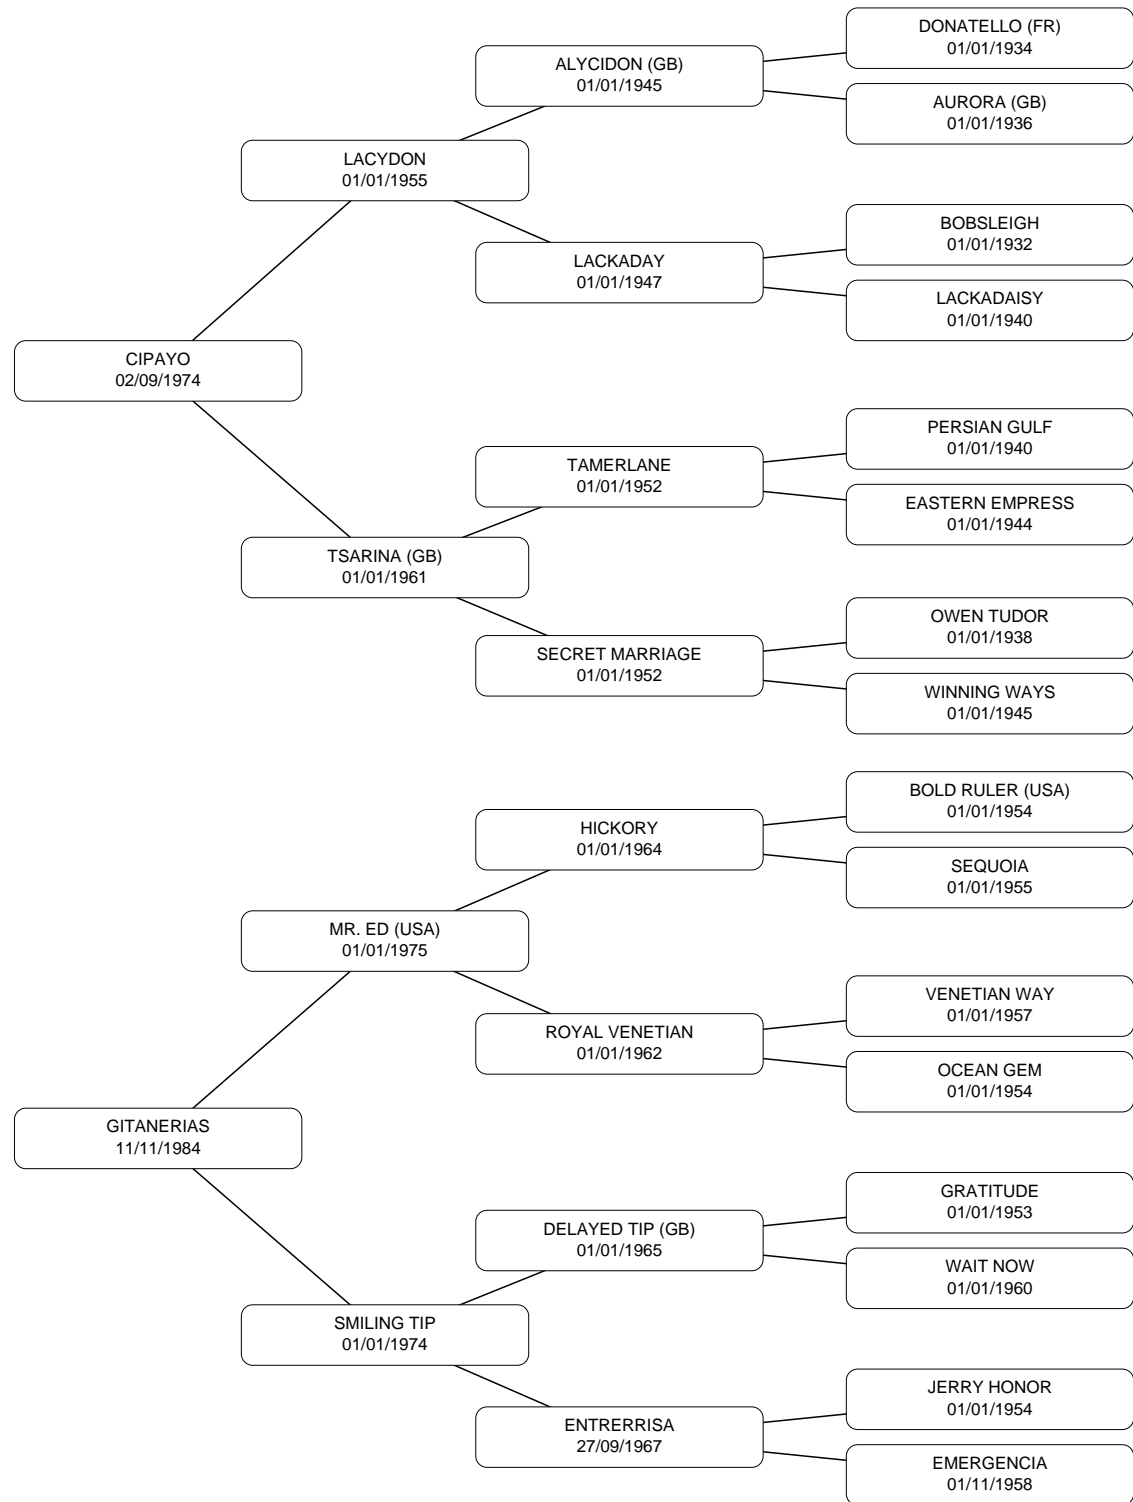 DONATELLO (FR)
01/01/1934
ALYCIDON (GB)
01/01/1945
AURORA (GB)
01/01/1936
LACYDON
01/01/1955
BOBSLEIGH
01/01/1932
LACKADAY
01/01/1947
LACKADAISY
01/01/1940
CIPAYO
02/09/1974
PERSIAN GULF
01/01/1940
TAMERLANE
01/01/1952
EASTERN EMPRESS
01/01/1944
TSARINA (GB)
01/01/1961
OWEN TUDOR
01/01/1938
SECRET MARRIAGE
01/01/1952
WINNING WAYS
01/01/1945
BOLD RULER (USA)
01/01/1954
HICKORY
01/01/1964
SEQUOIA
01/01/1955
MR. ED (USA)
01/01/1975
VENETIAN WAY
01/01/1957
ROYAL VENETIAN
01/01/1962
OCEAN GEM
01/01/1954
GITANERIAS
11/11/1984
GRATITUDE
01/01/1953
DELAYED TIP (GB)
01/01/1965
WAIT NOW
01/01/1960
SMILING TIP
01/01/1974
JERRY HONOR
01/01/1954
ENTRERRISA
27/09/1967
EMERGENCIA
01/11/1958